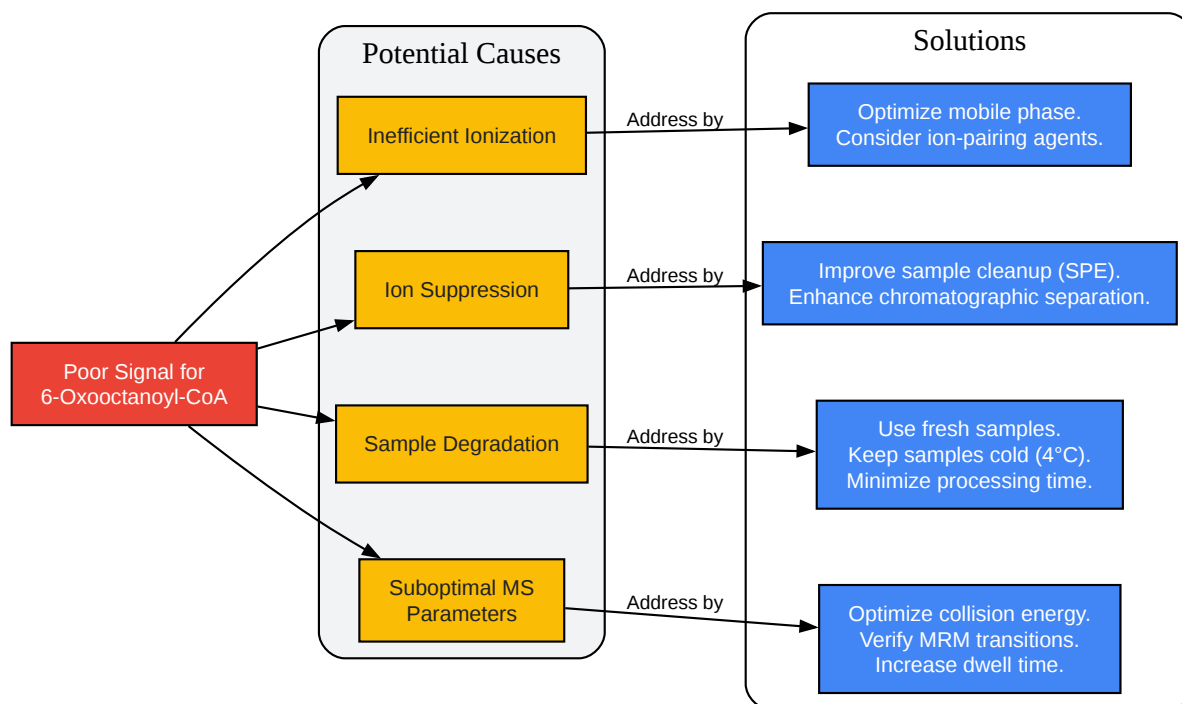 Potential Causes
Solutions
Inefficient Ionization
Address by
Optimize mobile phase.
Consider ion-pairing agents.
Ion Suppression
Address by
Improve sample cleanup (SPE).
Enhance chromatographic separation.
Poor Signal for
6-Oxooctanoyl-CoA
Sample Degradation
Address by
Use fresh samples.
Keep samples cold (4°C).
Minimize processing time.
Suboptimal MS
Parameters
Address by
Optimize collision energy.
Verify MRM transitions.
Increase dwell time.